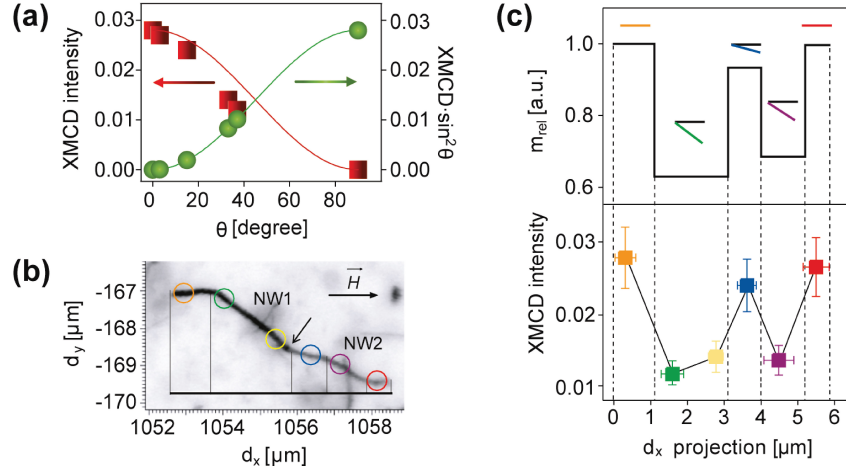 (a)
0.03
0.02
0.01
0.00
XMCD intensity
0.03
0.02
0.01
0.00
XMCD·sin²θ
0 20 40 60 80
θ [degree]
(b)
-167
-168
-169
-170
d_y [µm]
H
NW1
NW2
1052 1054 1056 1058
d_x [µm]
(c)
1.0
0.8
0.6
m_rel [a.u.]
0.03
0.02
0.01
XMCD intensity
0 1 2 3 4 5 6
d_x projection [µm]